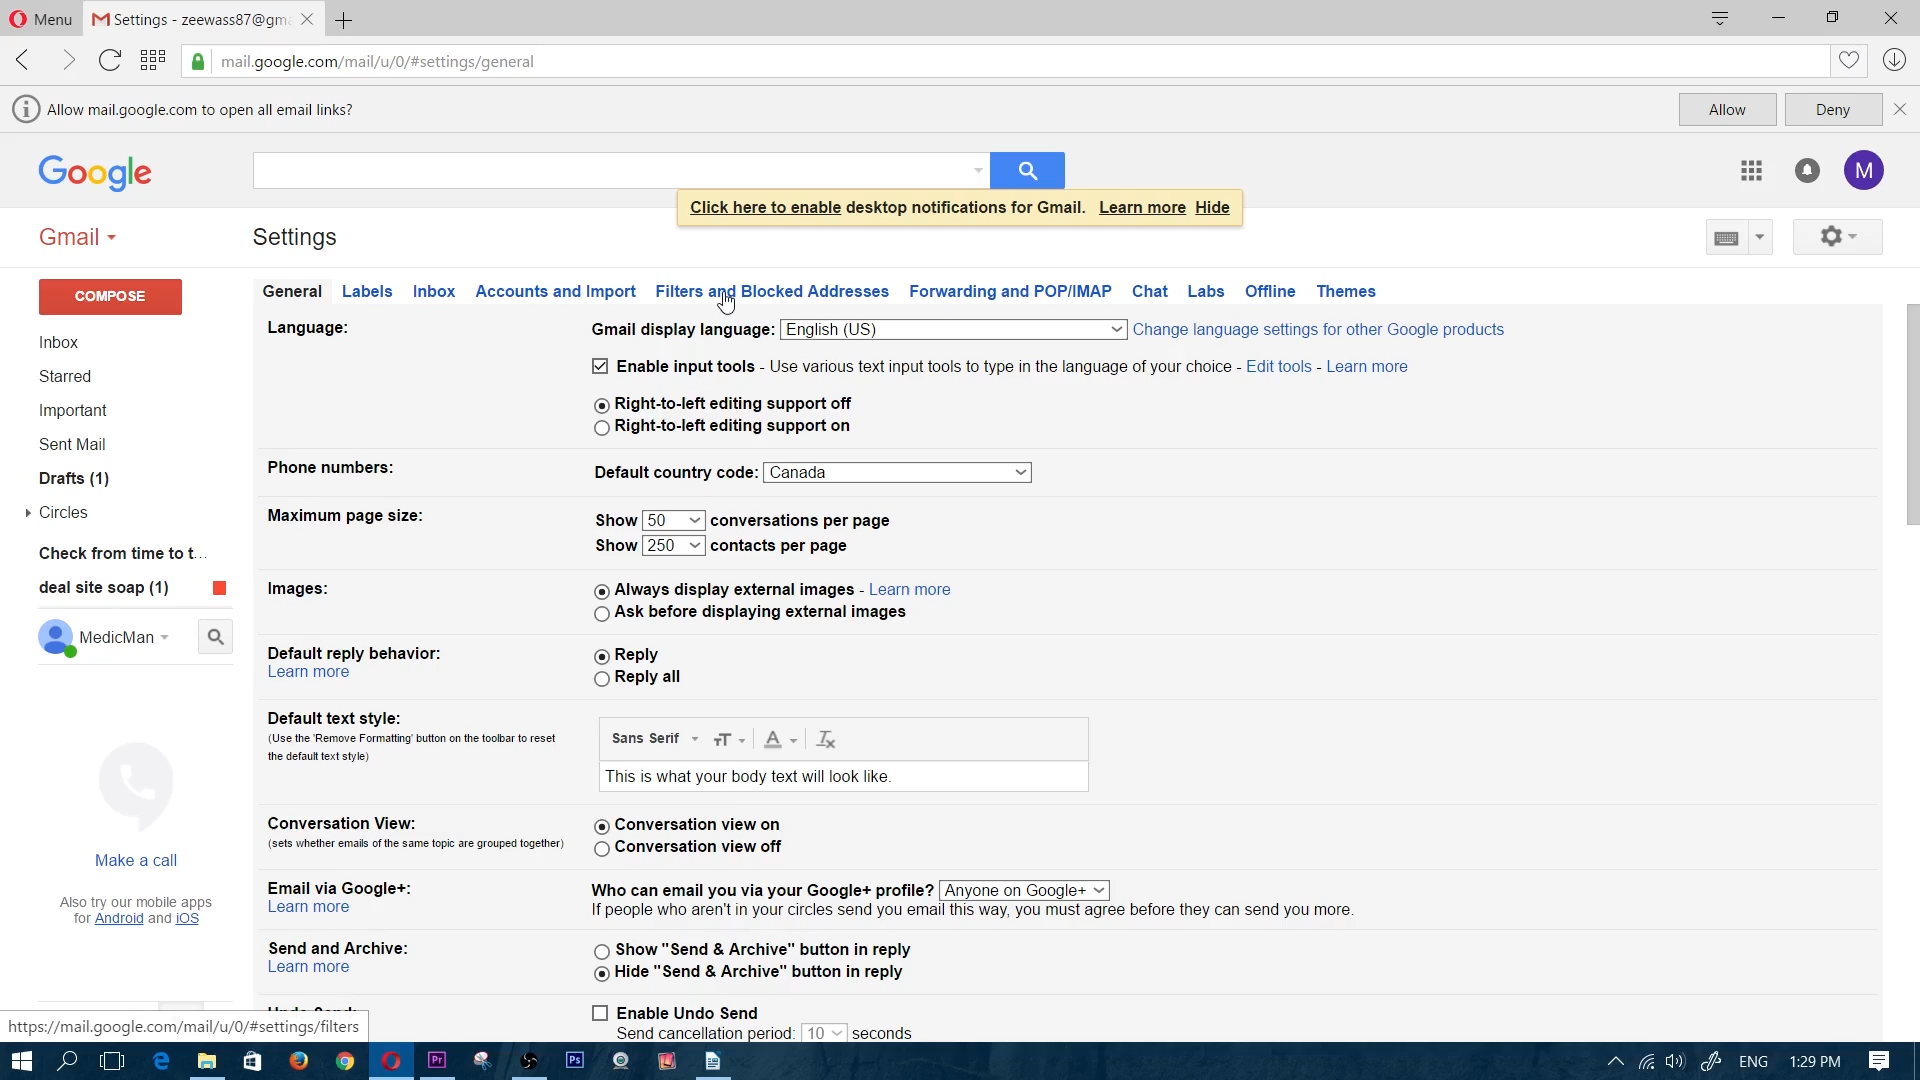 Menu
Settings - zeewass87@gm
mail.google.com/mail/u/0/#settings/general
Allow mail.google.com to open all email links?
Allow
Deny
Google
M
Click here to enable desktop notifications for Gmail. Learn more Hide
Gmail
Settings
COMPOSE
General Labels Inbox Accounts and Import Filters and Blocked Addresses Forwarding and POP/IMAP Chat Labs Offline Themes
Inbox
Starred
Important
Sent Mail
Drafts (1)
Circles
Check from time to t...
deal site soap (1)
MedicMan
Make a call
Also try our mobile apps
for Android and iOS
Language:
Gmail display language: English (US) Change language settings for other Google products
Enable input tools - Use various text input tools to type in the language of your choice - Edit tools - Learn more
Right-to-left editing support off
Right-to-left editing support on
Phone numbers:
Default country code: Canada
Maximum page size:
Show 50 conversations per page
Show 250 contacts per page
Images:
Always display external images - Learn more
Ask before displaying external images
Default reply behavior:
Learn more
Reply
Reply all
Default text style:
(Use the 'Remove Formatting' button on the toolbar to reset
the default text style)
Sans Serif
This is what your body text will look like.
Conversation View:
(sets whether emails of the same topic are grouped together)
Conversation view on
Conversation view off
Email via Google+:
Learn more
Who can email you via your Google+ profile? Anyone on Google+
If people who aren't in your circles send you email this way, you must agree before they can send you more.
Send and Archive:
Learn more
Show "Send & Archive" button in reply
Hide "Send & Archive" button in reply
Undo Send:
Enable Undo Send
Send cancellation period: 10 seconds
https://mail.google.com/mail/u/0/#settings/filters
Pr
Ps
ENG
1:29 PM